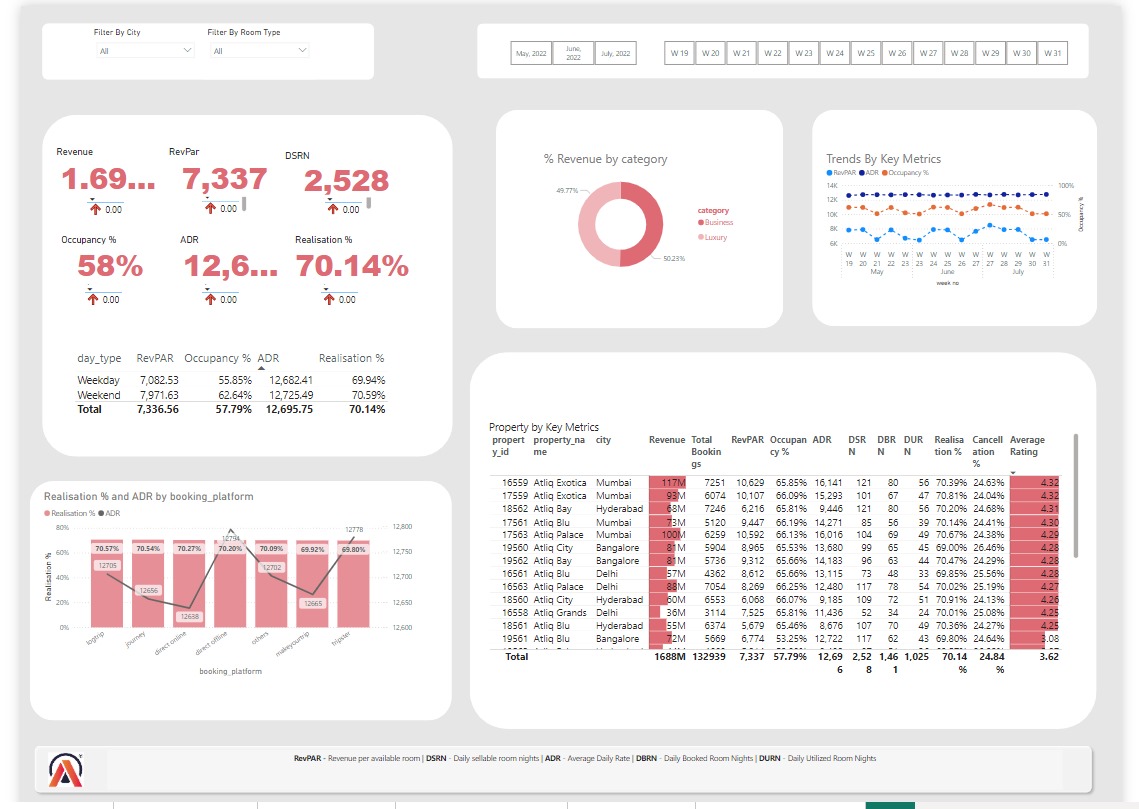 Filter By City
Filter By Room Type
All
All
May, 2022
June, 2022
July, 2022
W 19 W 20 W 21 W 22 W 23 W 24 W 25 W 26 W 27 W 28 W 29 W 30 W 31
Revenue
RevPar
DSRN
1.69...
7,337
2,528
0.00
0.00
0.00
Occupancy %
ADR
Realisation %
58%
12,6...
70.14%
0.00
0.00
0.00
day_type RevPAR Occupancy % ADR Realisation %
Weekday 7,082.53 55.85% 12,682.41 69.94%
Weekend 7,971.63 62.64% 12,725.49 70.59%
Total 7,336.56 57.79% 12,695.75 70.14%
% Revenue by category
49.77%
50.23%
category
Business
Luxury
Trends By Key Metrics
RevPAR ADR Occupancy %
14K
12K
10K
8K
6K
100%
50%
0%
Occupancy %
W 19 W 20 W 21 W 22 W 23 W 24 W 25 W 26 W 27 W 28 W 29 W 30 W 31
May June July
week no
Realisation % and ADR by booking_platform
Realisation % ADR
80%
60%
40%
20%
0%
Realisation %
12,800
12,750
12,700
12,650
12,600
70.57% 70.54% 70.27% 70.20% 70.09% 69.92% 69.80%
12705 12656 12638 12794 12702 12665 12778
logtrip journey direct online direct offline others makeyourtrip tripster
booking_platform
Property by Key Metrics
property_id property_name city Revenue Total Bookings RevPAR Occupancy % ADR DSRN DBRN DURN Realisation % Cancellation % Average Rating
16559 Atliq Exotica Mumbai 117M 7251 10,629 65.85% 16,141 121 80 56 70.39% 24.63% 4.32
17559 Atliq Exotica Mumbai 93M 6074 10,107 66.09% 15,293 101 67 47 70.81% 24.04% 4.32
18562 Atliq Bay Hyderabad 68M 7246 6,216 65.81% 9,446 121 80 56 70.20% 24.68% 4.31
17561 Atliq Blu Mumbai 73M 5120 9,447 66.19% 14,271 85 56 39 70.14% 24.41% 4.30
17563 Atliq Palace Mumbai 100M 6259 10,592 66.13% 16,016 104 69 49 70.67% 24.38% 4.29
19560 Atliq City Bangalore 81M 5904 8,965 65.53% 13,680 99 65 45 69.00% 26.46% 4.28
19562 Atliq Bay Bangalore 81M 5736 9,312 65.66% 14,183 96 63 44 70.47% 24.29% 4.28
16561 Atliq Blu Delhi 57M 4362 8,612 65.66% 13,115 73 48 33 69.85% 25.56% 4.28
16563 Atliq Palace Delhi 88M 7054 8,269 66.25% 12,480 117 78 54 70.02% 25.19% 4.27
18560 Atliq City Hyderabad 60M 6553 6,068 66.07% 9,185 109 72 51 70.91% 24.13% 4.26
16558 Atliq Grands Delhi 36M 3114 7,525 65.81% 11,436 52 34 24 70.01% 25.08% 4.25
18561 Atliq Blu Hyderabad 55M 6374 5,679 65.46% 8,676 107 70 49 70.36% 24.27% 4.25
19561 Atliq Blu Bangalore 72M 5669 6,774 53.25% 12,722 117 62 43 69.80% 24.64% 3.08
Total 1688M 132939 7,337 57.79% 12,696 2,528 1,461 1,025 70.14% 24.84% 3.62
RevPAR - Revenue per available room | DSRN - Daily sellable room nights | ADR - Average Daily Rate | DBRN - Daily Booked Room Nights | DURN - Daily Utilized Room Nights